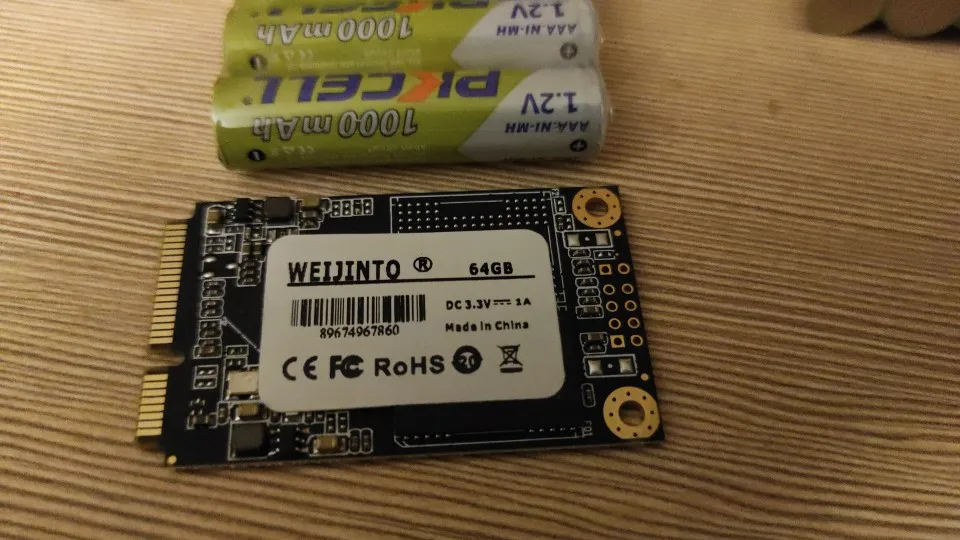 1.2V
AAA NI-MH
1000 mAh
PKCELL
1.2V
AAA NI-MH
1000 mAh
WEIJINTO ® 64GB
DC 3.3V 1A
89674967860
Made in China
CE FC RoHS 20